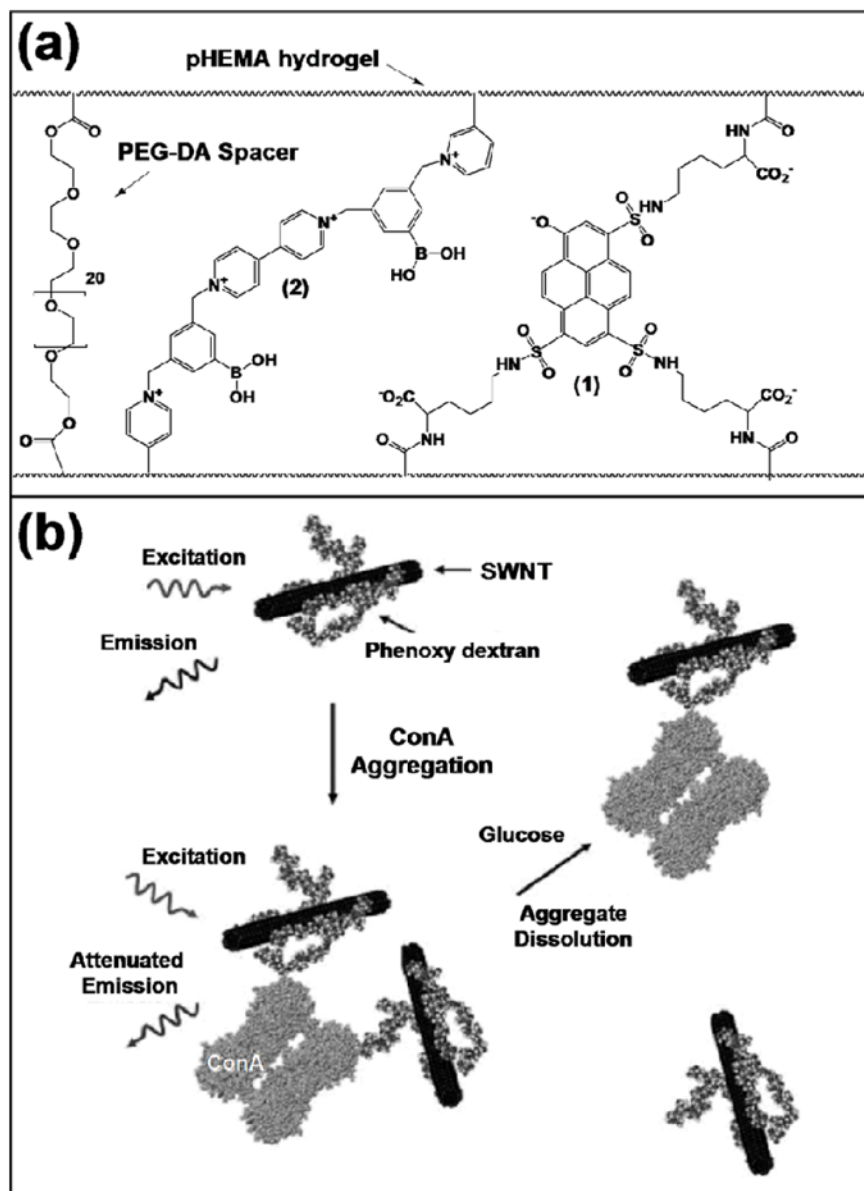 (a)
pHEMA hydrogel
PEG-DA Spacer
O
O
O
O
O
20
O
O
O
O
N+
N+
(2)
N+
N+
B
OH
HO
B
OH
OH
-O
S
O
O
HN
HN
O
CO2-
O
O
S
HN
S
O
O
NH
(1)
-O2C
O
NH
CO2-
HN
O
(b)
Excitation
SWNT
Emission
Phenoxy dextran
ConA
Aggregation
Excitation
Glucose
Attenuated
Emission
Aggregate
Dissolution
ConA